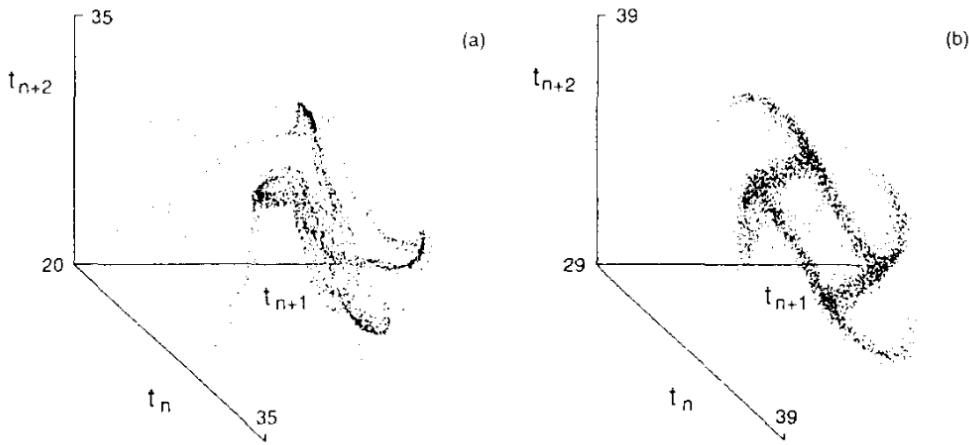 35
(a)
t_{n+2}
20
t_{n+1}
t_n
35
39
(b)
t_{n+2}
29
t_{n+1}
t_n
39